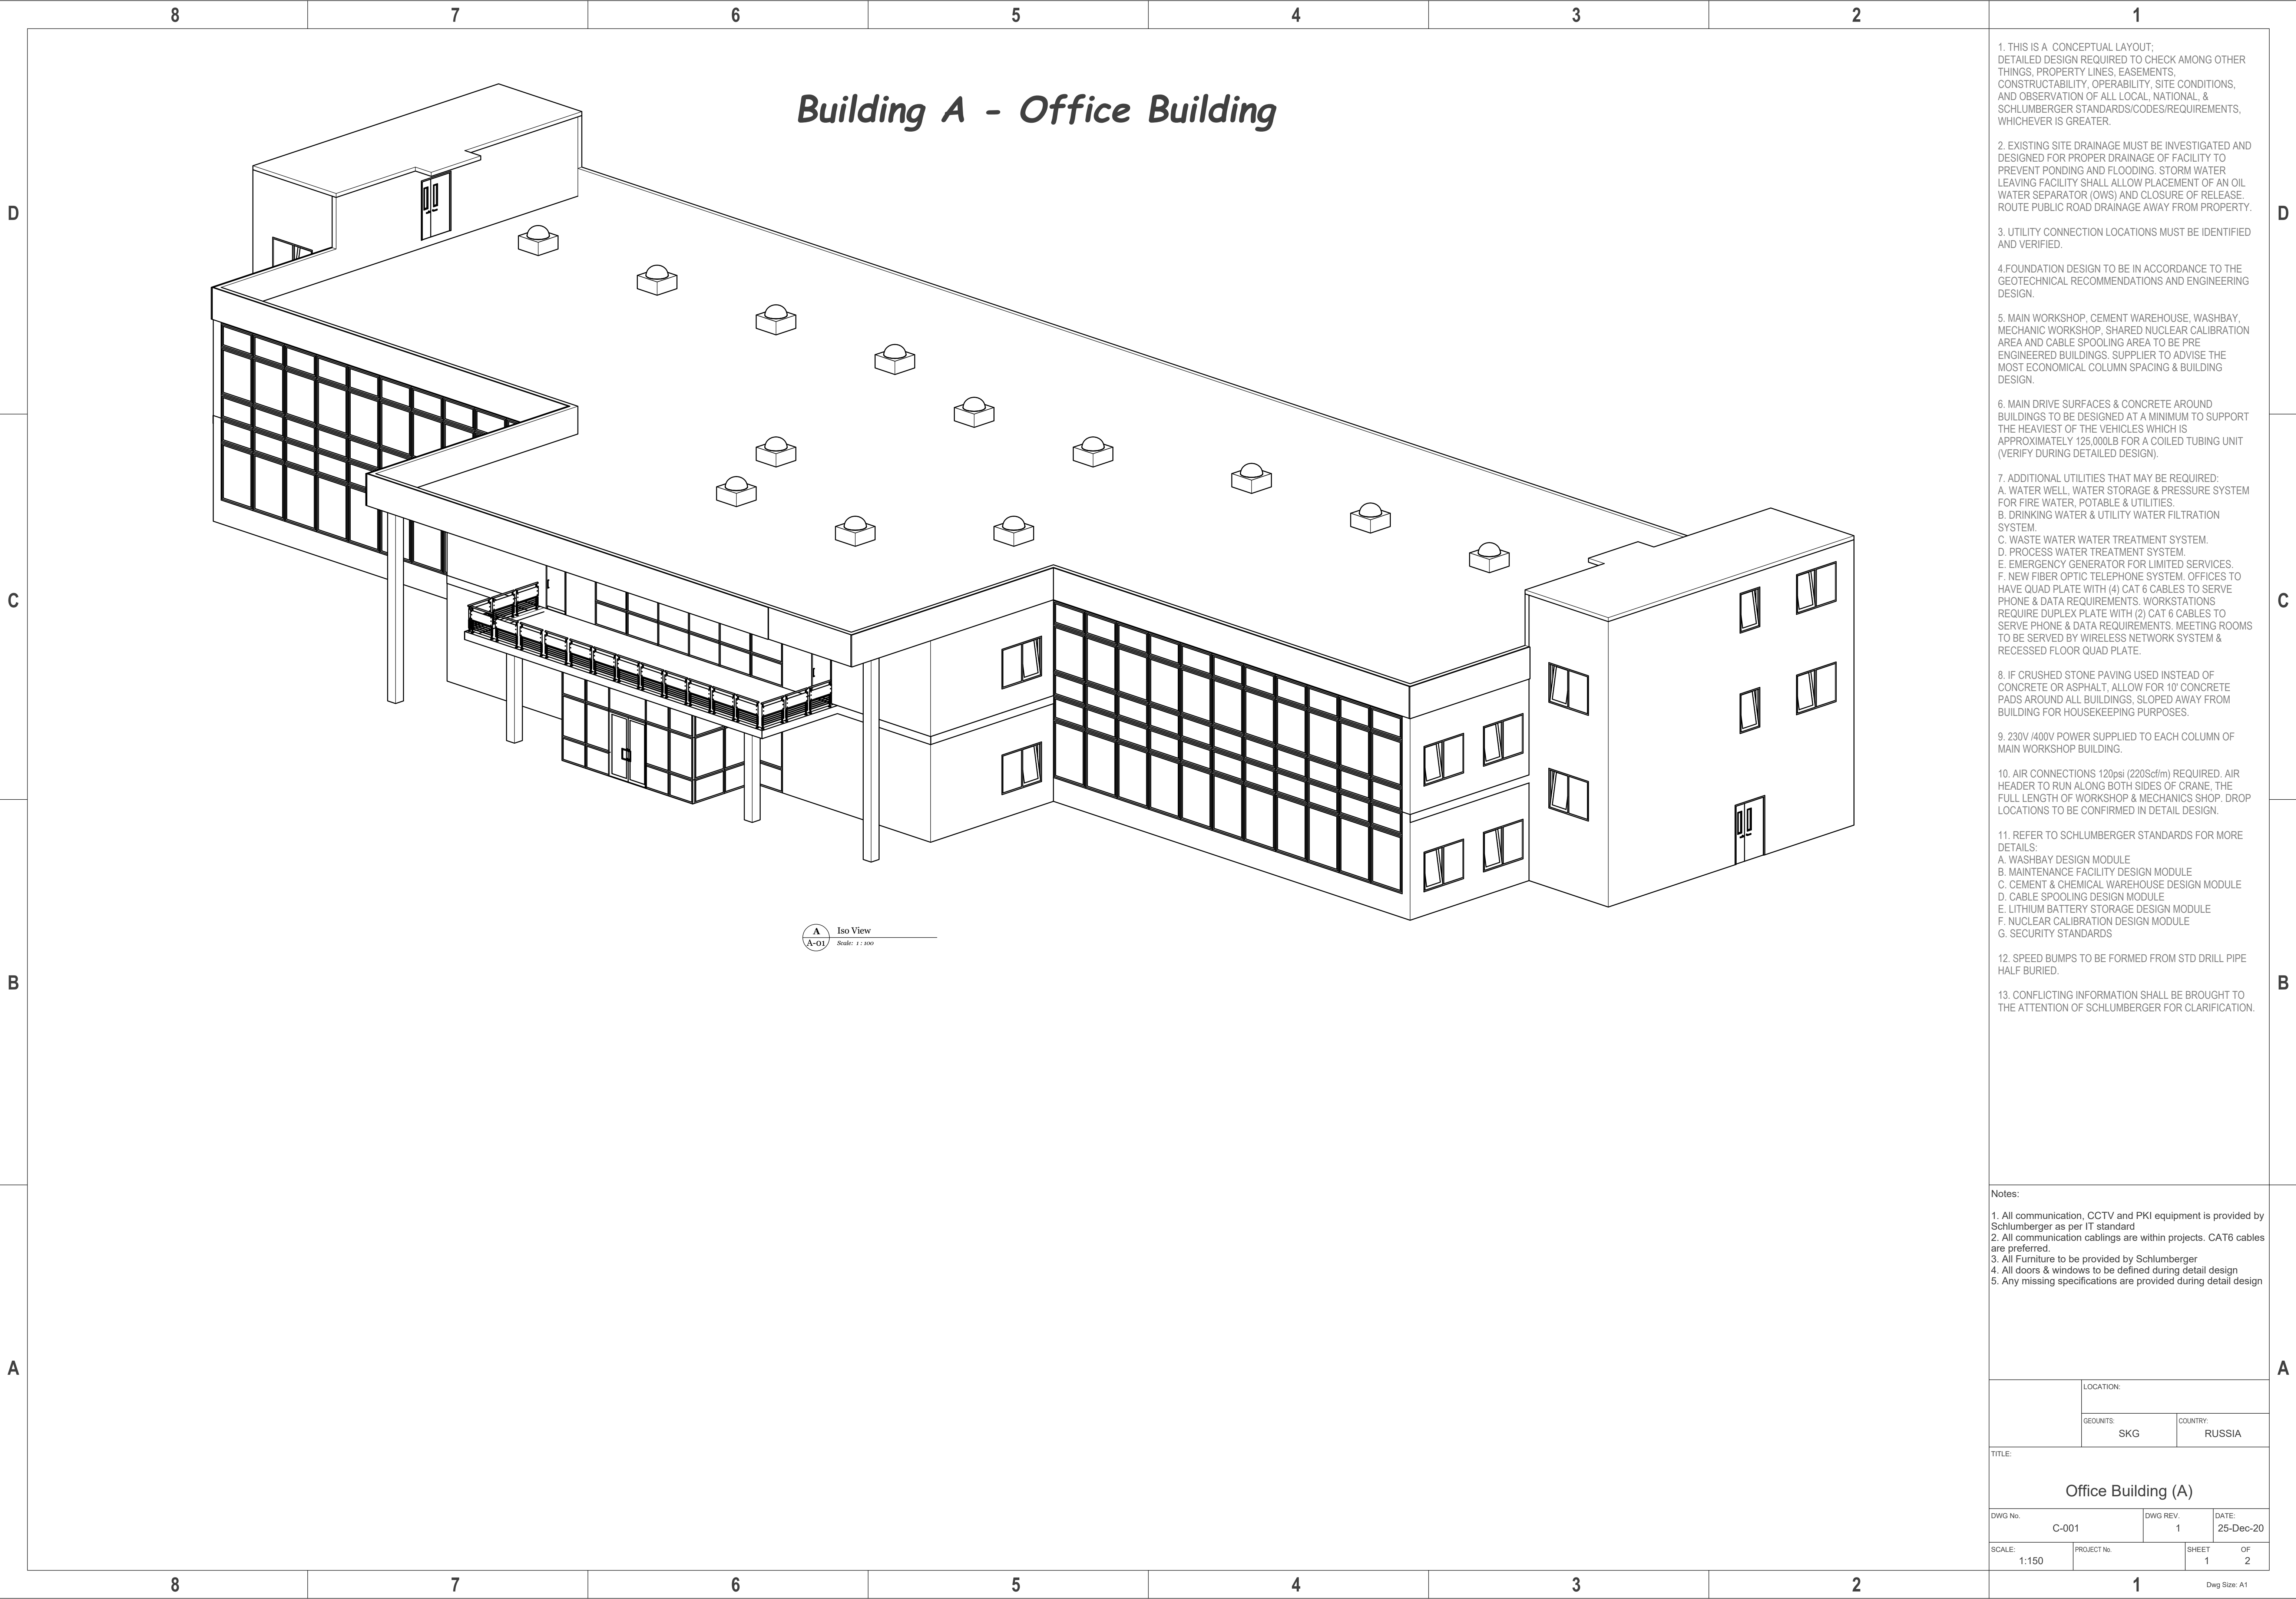 8 7 6 5 4 3 2 1
Building A - Office Building
D
D
C
C
B
B
A
A
A
A-01
Iso View
Scale: 1 : 100
1. THIS IS A CONCEPTUAL LAYOUT;
DETAILED DESIGN REQUIRED TO CHECK AMONG OTHER
THINGS, PROPERTY LINES, EASEMENTS,
CONSTRUCTABILITY, OPERABILITY, SITE CONDITIONS,
AND OBSERVATION OF ALL LOCAL, NATIONAL, &
SCHLUMBERGER STANDARDS/CODES/REQUIREMENTS,
WHICHEVER IS GREATER.
2. EXISTING SITE DRAINAGE MUST BE INVESTIGATED AND
DESIGNED FOR PROPER DRAINAGE OF FACILITY TO
PREVENT PONDING AND FLOODING. STORM WATER
LEAVING FACILITY SHALL ALLOW PLACEMENT OF AN OIL
WATER SEPARATOR (OWS) AND CLOSURE OF RELEASE.
ROUTE PUBLIC ROAD DRAINAGE AWAY FROM PROPERTY.
3. UTILITY CONNECTION LOCATIONS MUST BE IDENTIFIED
AND VERIFIED.
4.FOUNDATION DESIGN TO BE IN ACCORDANCE TO THE
GEOTECHNICAL RECOMMENDATIONS AND ENGINEERING
DESIGN.
5. MAIN WORKSHOP, CEMENT WAREHOUSE, WASHBAY,
MECHANIC WORKSHOP, SHARED NUCLEAR CALIBRATION
AREA AND CABLE SPOOLING AREA TO BE PRE
ENGINEERED BUILDINGS. SUPPLIER TO ADVISE THE
MOST ECONOMICAL COLUMN SPACING & BUILDING
DESIGN.
6. MAIN DRIVE SURFACES & CONCRETE AROUND
BUILDINGS TO BE DESIGNED AT A MINIMUM TO SUPPORT
THE HEAVIEST OF THE VEHICLES WHICH IS
APPROXIMATELY 125,000LB FOR A COILED TUBING UNIT
(VERIFY DURING DETAILED DESIGN).
7. ADDITIONAL UTILITIES THAT MAY BE REQUIRED:
A. WATER WELL, WATER STORAGE & PRESSURE SYSTEM
FOR FIRE WATER, POTABLE & UTILITIES.
B. DRINKING WATER & UTILITY WATER FILTRATION
SYSTEM.
C. WASTE WATER WATER TREATMENT SYSTEM.
D. PROCESS WATER TREATMENT SYSTEM.
E. EMERGENCY GENERATOR FOR LIMITED SERVICES.
F. NEW FIBER OPTIC TELEPHONE SYSTEM. OFFICES TO
HAVE QUAD PLATE WITH (4) CAT 6 CABLES TO SERVE
PHONE & DATA REQUIREMENTS. WORKSTATIONS
REQUIRE DUPLEX PLATE WITH (2) CAT 6 CABLES TO
SERVE PHONE & DATA REQUIREMENTS. MEETING ROOMS
TO BE SERVED BY WIRELESS NETWORK SYSTEM &
RECESSED FLOOR QUAD PLATE.
8. IF CRUSHED STONE PAVING USED INSTEAD OF
CONCRETE OR ASPHALT, ALLOW FOR 10' CONCRETE
PADS AROUND ALL BUILDINGS, SLOPED AWAY FROM
BUILDING FOR HOUSEKEEPING PURPOSES.
9. 230V /400V POWER SUPPLIED TO EACH COLUMN OF
MAIN WORKSHOP BUILDING.
10. AIR CONNECTIONS 120psi (220Scf/m) REQUIRED. AIR
HEADER TO RUN ALONG BOTH SIDES OF CRANE, THE
FULL LENGTH OF WORKSHOP & MECHANICS SHOP. DROP
LOCATIONS TO BE CONFIRMED IN DETAIL DESIGN.
11. REFER TO SCHLUMBERGER STANDARDS FOR MORE
DETAILS:
A. WASHBAY DESIGN MODULE
B. MAINTENANCE FACILITY DESIGN MODULE
C. CEMENT & CHEMICAL WAREHOUSE DESIGN MODULE
D. CABLE SPOOLING DESIGN MODULE
E. LITHIUM BATTERY STORAGE DESIGN MODULE
F. NUCLEAR CALIBRATION DESIGN MODULE
G. SECURITY STANDARDS
12. SPEED BUMPS TO BE FORMED FROM STD DRILL PIPE
HALF BURIED.
13. CONFLICTING INFORMATION SHALL BE BROUGHT TO
THE ATTENTION OF SCHLUMBERGER FOR CLARIFICATION.
Notes:
1. All communication, CCTV and PKI equipment is provided by
Schlumberger as per IT standard
2. All communication cablings are within projects. CAT6 cables
are preferred.
3. All Furniture to be provided by Schlumberger
4. All doors & windows to be defined during detail design
5. Any missing specifications are provided during detail design
LOCATION:
GEOUNITS: COUNTRY:
SKG RUSSIA
TITLE:
Office Building (A)
DWG No. DWG REV. DATE:
C-001 1 25-Dec-20
SCALE: PROJECT No. SHEET OF
1:150 1 2
8 7 6 5 4 3 2 1
Dwg Size: A1